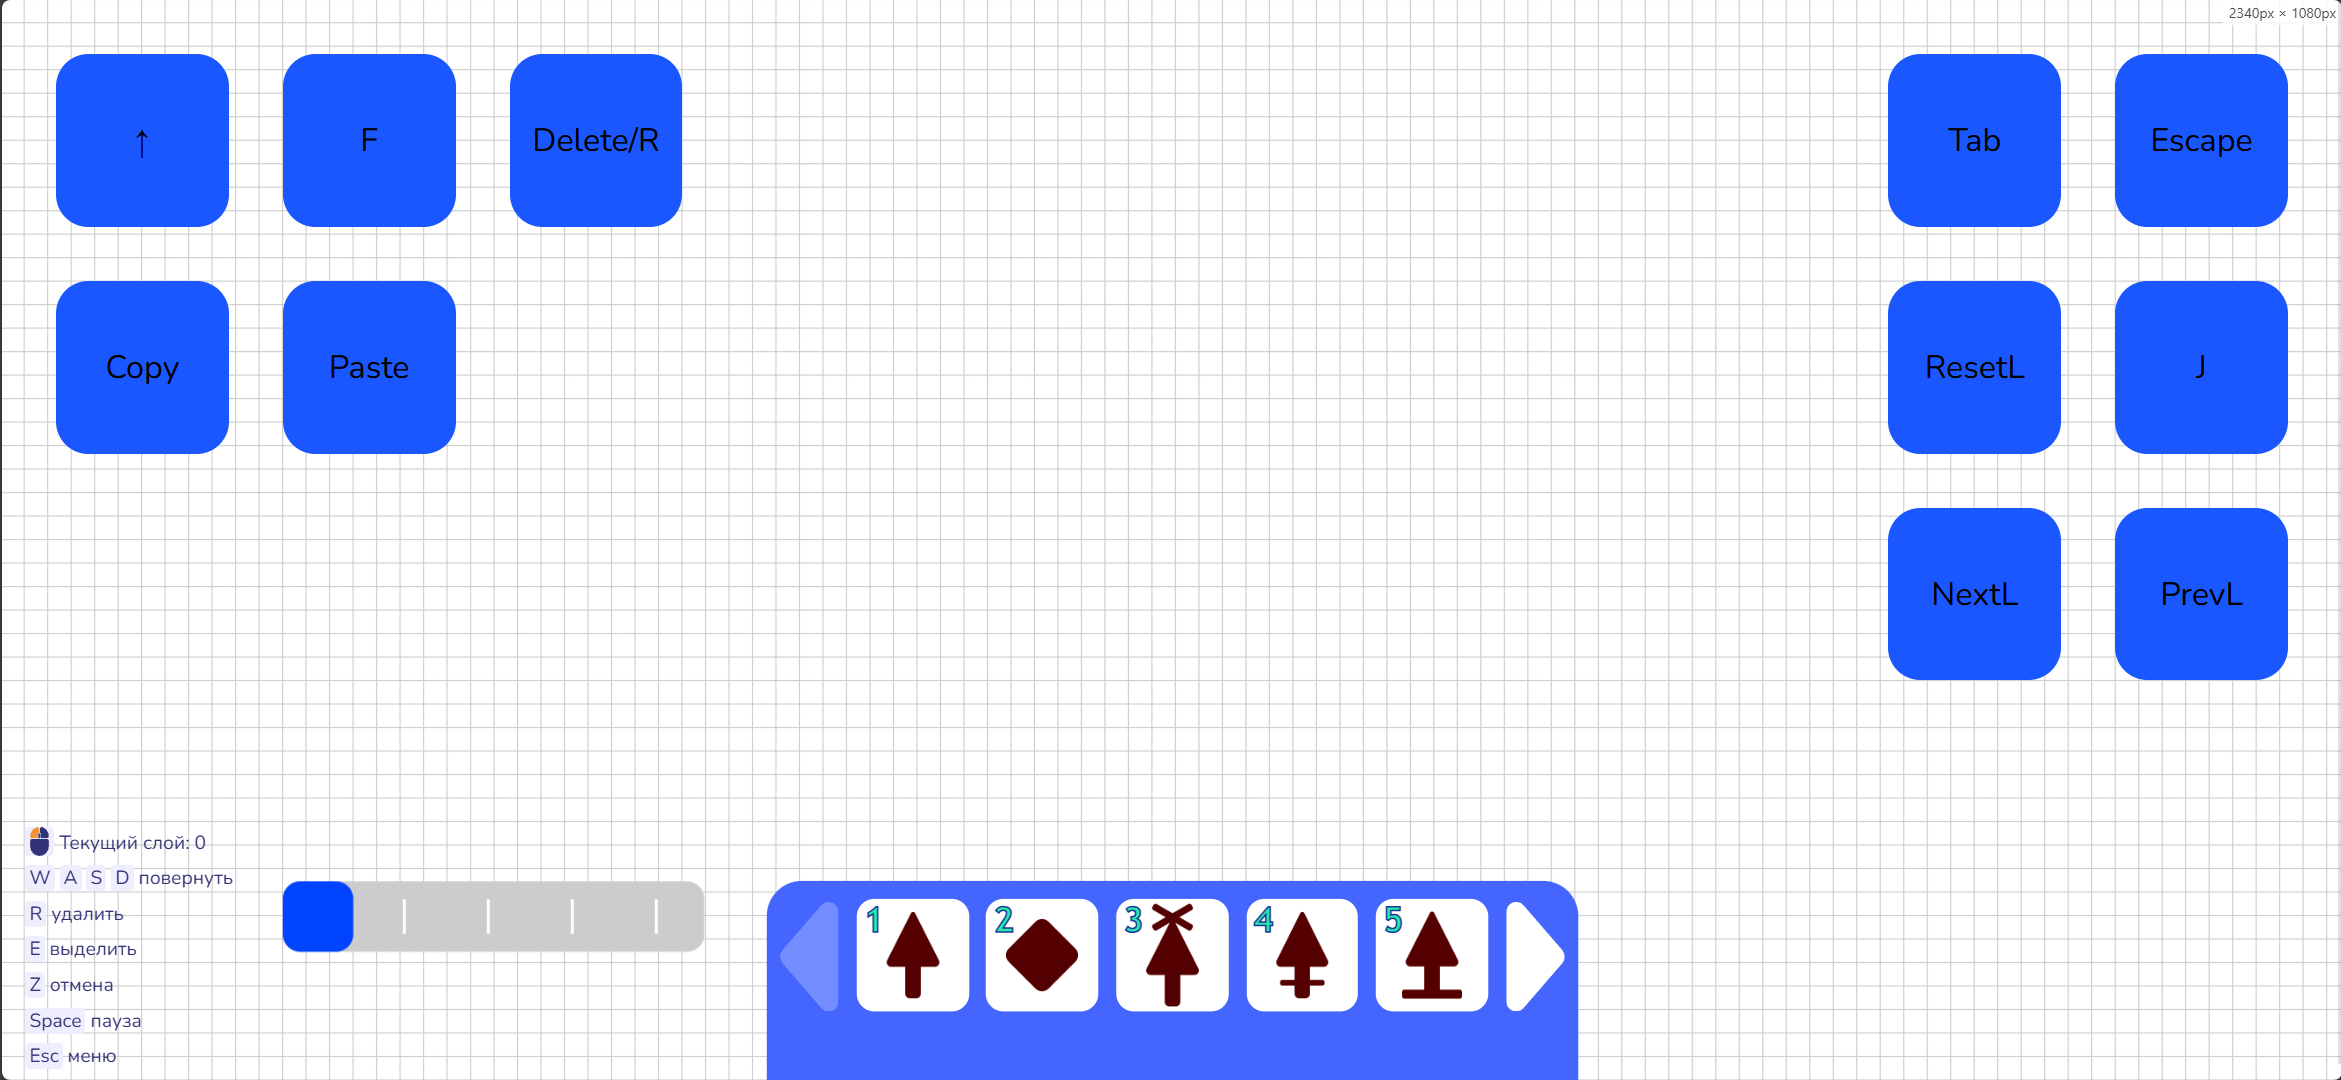 2340px × 1080px
↑ F Delete/R Tab Escape
Copy Paste ResetL J
NextL PrevL
Текущий слой: 0
W A S D повернуть
R удалить
E выделить
Z отмена
Space пауза
Esc меню
1 2 3 4 5